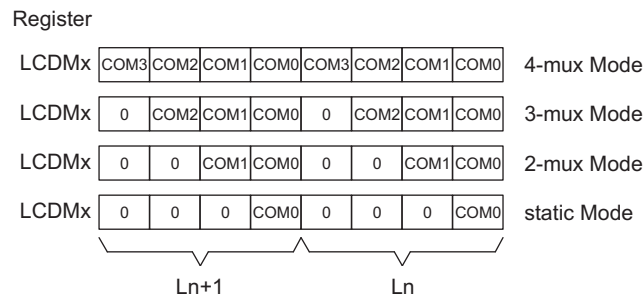 Register
LCDMx COM3 COM2 COM1 COM0 COM3 COM2 COM1 COM0 4-mux Mode
LCDMx 0 COM2 COM1 COM0 0 COM2 COM1 COM0 3-mux Mode
LCDMx 0 0 COM1 COM0 0 0 COM1 COM0 2-mux Mode
LCDMx 0 0 0 COM0 0 0 0 COM0 static Mode
Ln+1 Ln